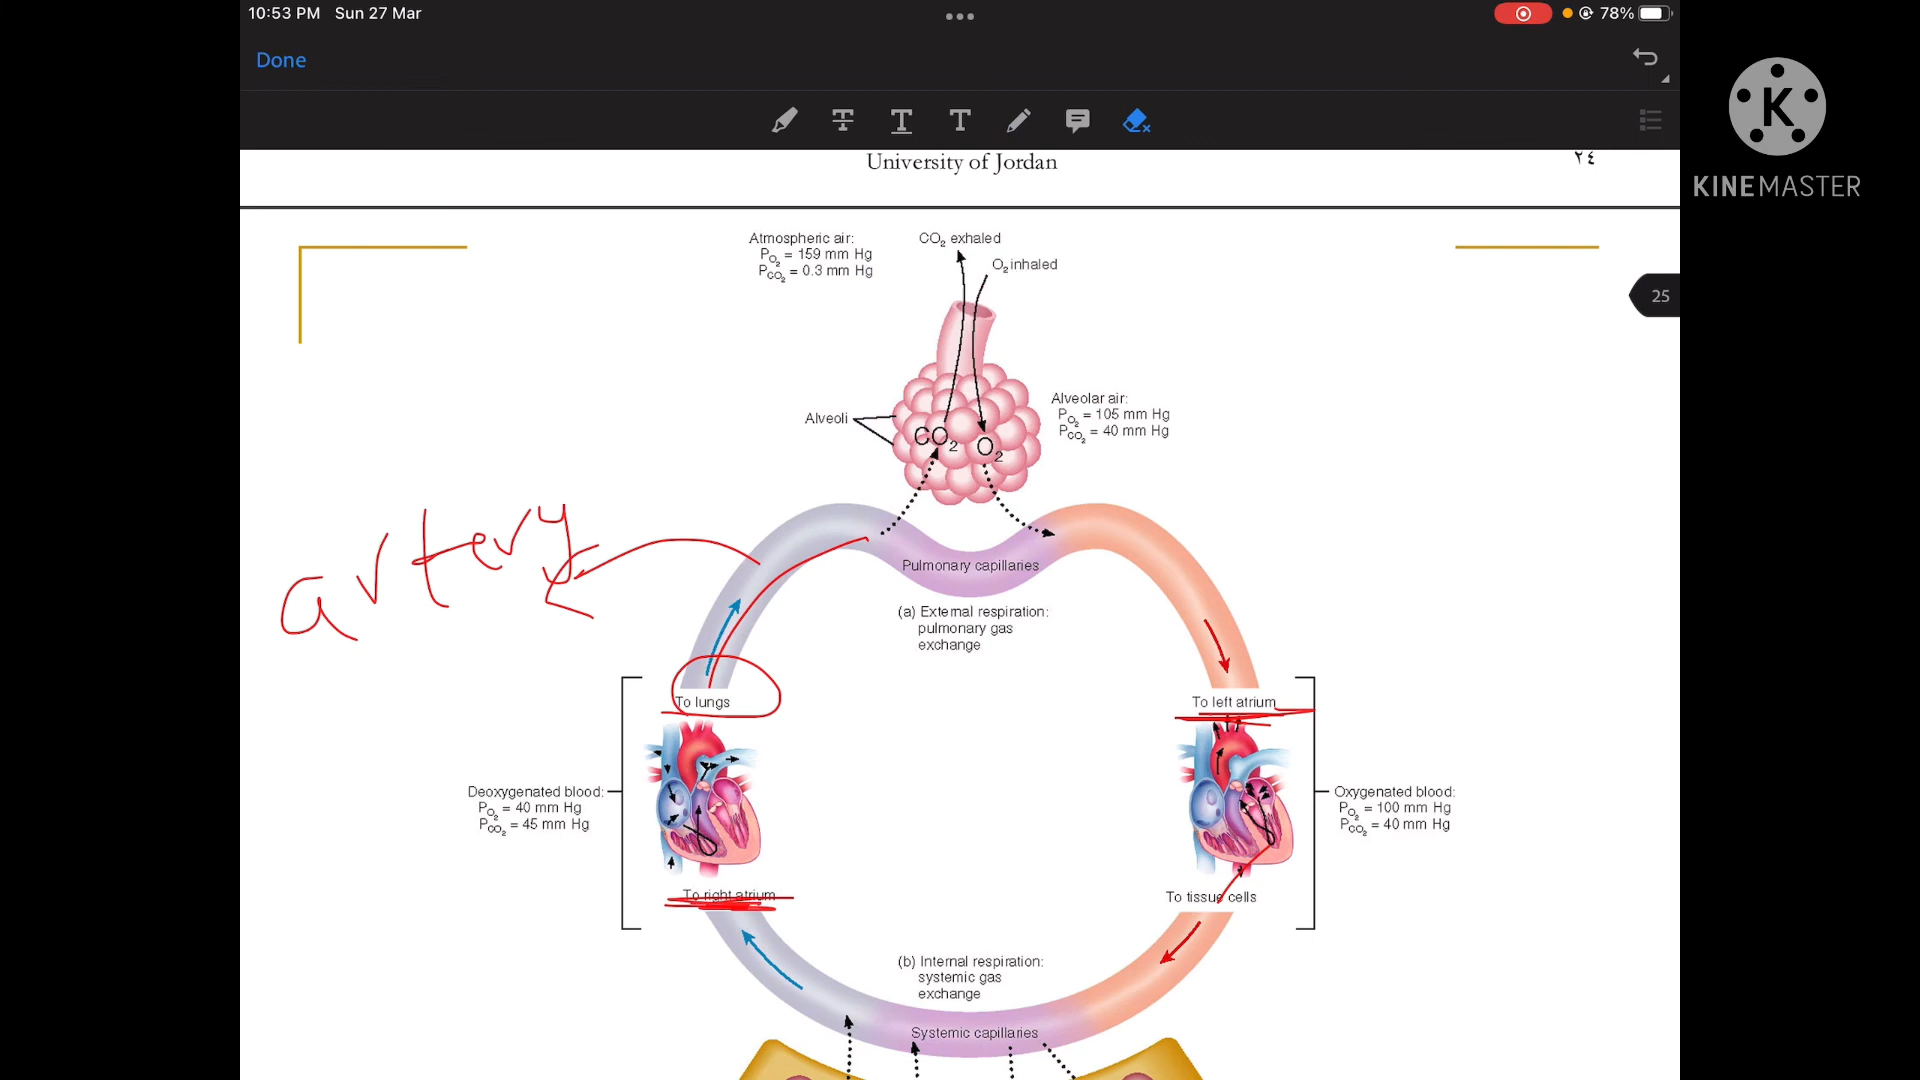 10:53 PM Sun 27 Mar
78%
Done
K
KINEMASTER
University of Jordan
٢٤
25
Atmospheric air:
PO2 = 159 mm Hg
PCO2 = 0.3 mm Hg
CO2 exhaled
O2 inhaled
Alveoli
CO2
O2
Alveolar air:
PO2 = 105 mm Hg
PCO2 = 40 mm Hg
artery
Pulmonary capillaries
(a) External respiration:
pulmonary gas
exchange
To lungs
To left atrium
Deoxygenated blood:
PO2 = 40 mm Hg
PCO2 = 45 mm Hg
Oxygenated blood:
PO2 = 100 mm Hg
PCO2 = 40 mm Hg
To right atrium
To tissue cells
(b) Internal respiration:
systemic gas
exchange
Systemic capillaries